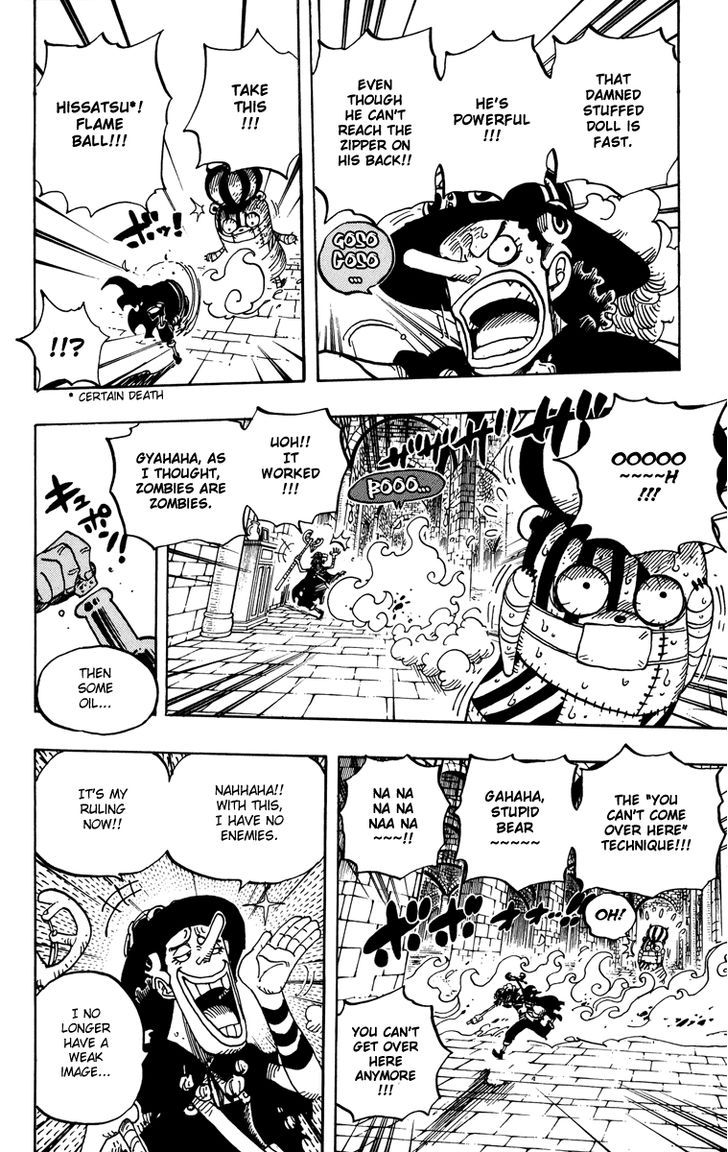 THAT
DAMNED
STUFFED
DOLL IS
FAST.
HE'S
POWERFUL
!!!
EVEN
THOUGH
HE CAN'T
REACH THE
ZIPPER ON
HIS BACK!!
GOSO
GOSO
...
TAKE
THIS
!!!
HISSATSU*!
FLAME
BALL!!!
!!?
* CERTAIN DEATH
OOOOO
~~~~H
!!!
BOOO...
UOH!!
IT
WORKED
!!!
GYAHAHA, AS
I THOUGHT,
ZOMBIES ARE
ZOMBIES.
キュポン!!
THEN
SOME
OIL...
THE "YOU
CAN'T COME
OVER HERE"
TECHNIQUE!!!
GAHAHA,
STUPID
BEAR
~~~~~
NA NA
NA NA
NAA NA
~~~!!
OH!
YOU CAN'T
GET OVER
HERE
ANYMORE
!!!
NAHHAHA!!
WITH THIS,
I HAVE NO
ENEMIES.
IT'S MY
RULING
NOW!!
I NO
LONGER
HAVE A
WEAK
IMAGE...